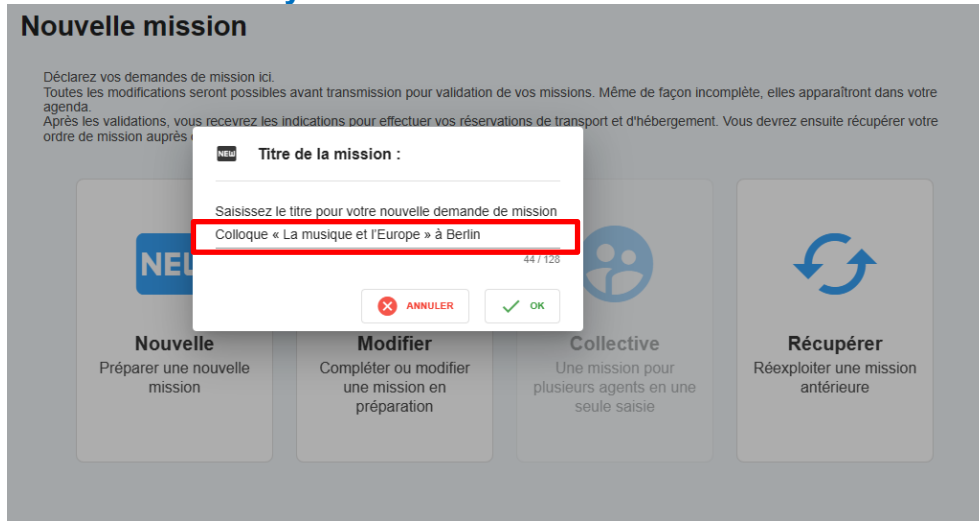 Nouvelle mission
Déclarez vos demandes de mission ici.
Toutes les modifications seront possibles avant transmission pour validation de vos missions. Même de façon incomplète, elles apparaîtront dans votre
agenda.
Après les validations, vous recevrez les indications pour effectuer vos réservations de transport et d'hébergement. Vous devrez ensuite récupérer votre
ordre de mission auprès
NEW Titre de la mission :
Saisissez le titre pour votre nouvelle demande de mission
Colloque « La musique et l'Europe » à Berlin
44 / 128
ANNULER OK
Nouvelle
Préparer une nouvelle
mission
Modifier
Compléter ou modifier
une mission en
préparation
Collective
Une mission pour
plusieurs agents en une
seule saisie
Récupérer
Réexploiter une mission
antérieure